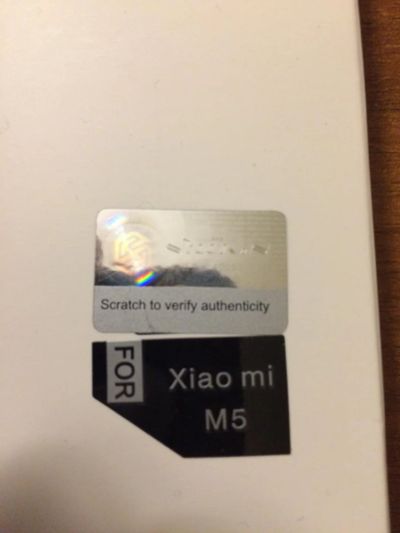 Scratch to verify authenticity
FOR
Xiao mi
M5